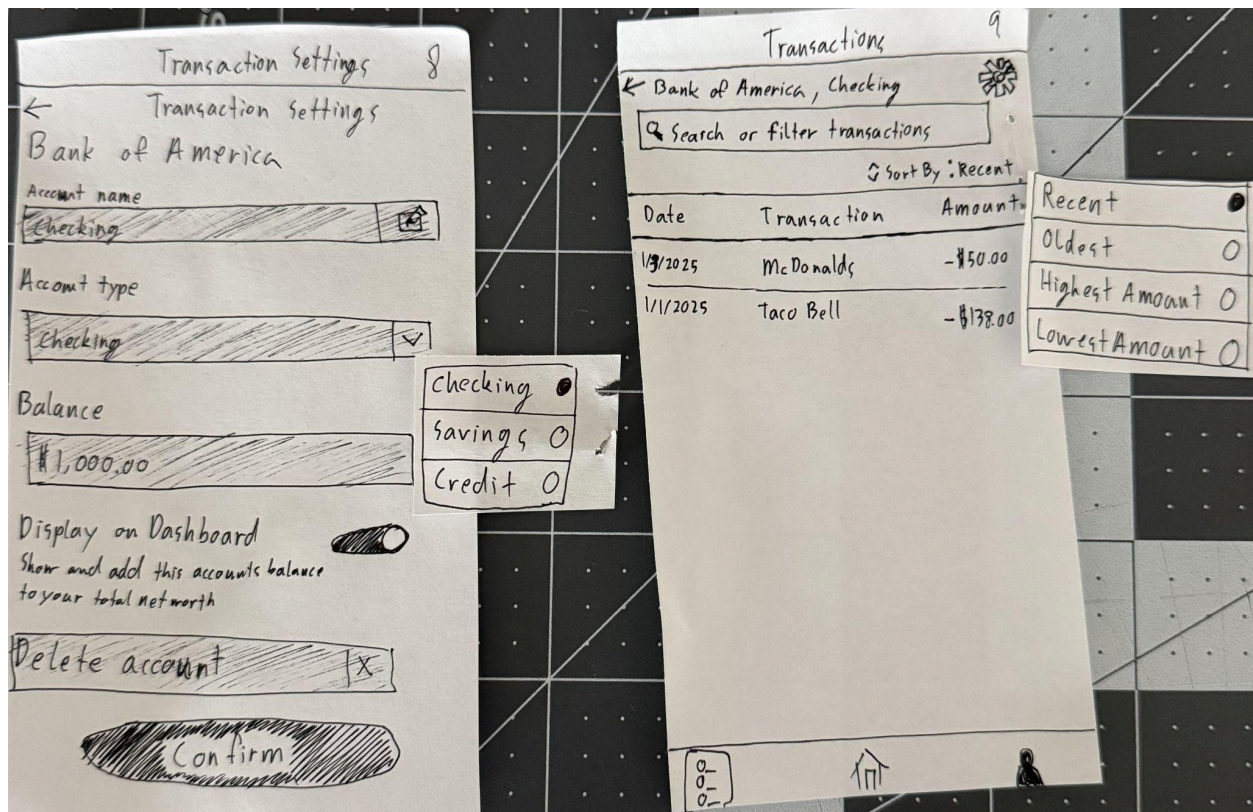 Transaction Settings 8
Transaction Settings
Bank of America
Account name
Checking
Account type
Checking
Balance
$1,000.00
Display on Dashboard
Show and add this accounts balance
to your total networth
Delete account X
Confirm
Checking
Savings
Credit
Transactions 9
Bank of America, Checking
Search or filter transactions
Sort By: Recent
Date Transaction Amount
1/3/2025 McDonalds -$50.00
1/1/2025 Taco Bell -$138.00
Recent
Oldest
Highest Amount
Lowest Amount